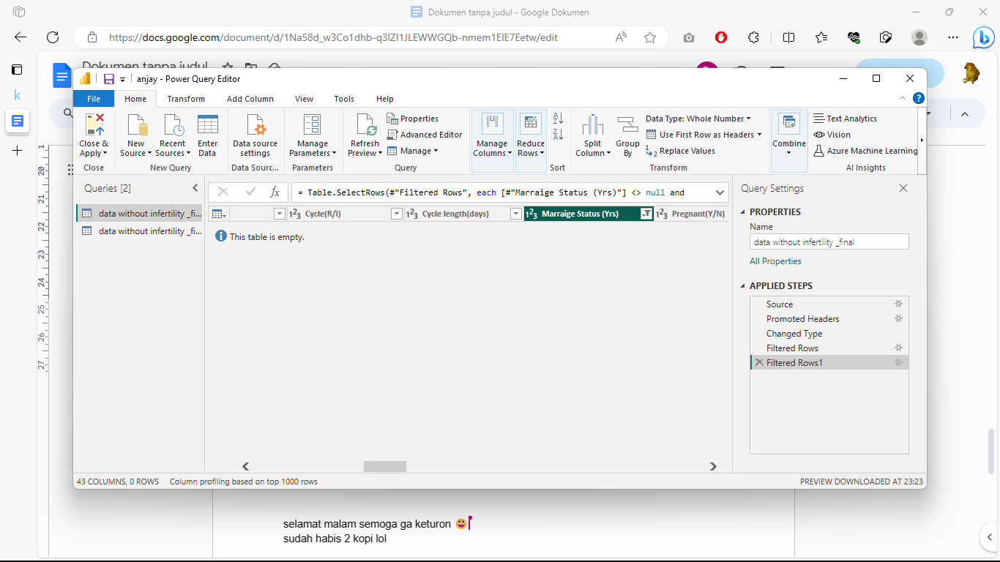 Dokumen tanpa judul - Google Dokumen
https://docs.google.com/document/d/1Na58d_w3Co1dhb-q3IZI1JLEWWGQb-nmem1EIE7Eetw/edit
Dokumen tanpa judul
anjay - Power Query Editor
File Home Transform Add Column View Tools Help
Close & Apply
New Source
Recent Sources
Enter Data
Data source settings
Manage Parameters
Refresh Preview
Properties
Advanced Editor
Manage
Manage Columns
Reduce Rows
Split Column
Group By
Data Type: Whole Number
Use First Row as Headers
Replace Values
Combine
Text Analytics
Vision
Azure Machine Learning
Close New Query Data Sourc... Parameters Query Sort Transform AI Insights
Queries [2]
data without infertility _fi...
data without infertility _fi...
fx = Table.SelectRows(#"Filtered Rows", each [#"Marraige Status (Yrs)"] <> null and
123 Cycle(R/I) 123 Cycle length(days) 123 Marraige Status (Yrs) 123 Pregnant(Y/N)
This table is empty.
Query Settings
PROPERTIES
Name
data without infertility _final
All Properties
APPLIED STEPS
Source
Promoted Headers
Changed Type
Filtered Rows
Filtered Rows1
43 COLUMNS, 0 ROWS Column profiling based on top 1000 rows PREVIEW DOWNLOADED AT 23:23
1
20
21
22
23
24
25
26
27
selamat malam semoga ga keturon 😀
sudah habis 2 kopi lol